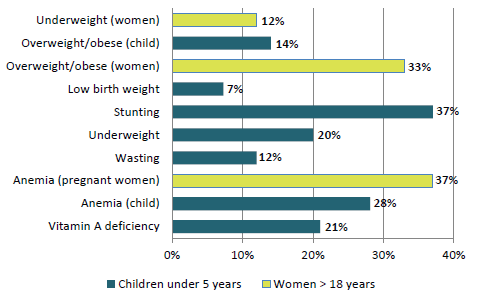 Underweight (women) 12%
Overweight/obese (child) 14%
Overweight/obese (women) 33%
Low birth weight 7%
Stunting 37%
Underweight 20%
Wasting 12%
Anemia (pregnant women) 37%
Anemia (child) 28%
Vitamin A deficiency 21%
0% 10% 20% 30% 40%
Children under 5 years Women > 18 years